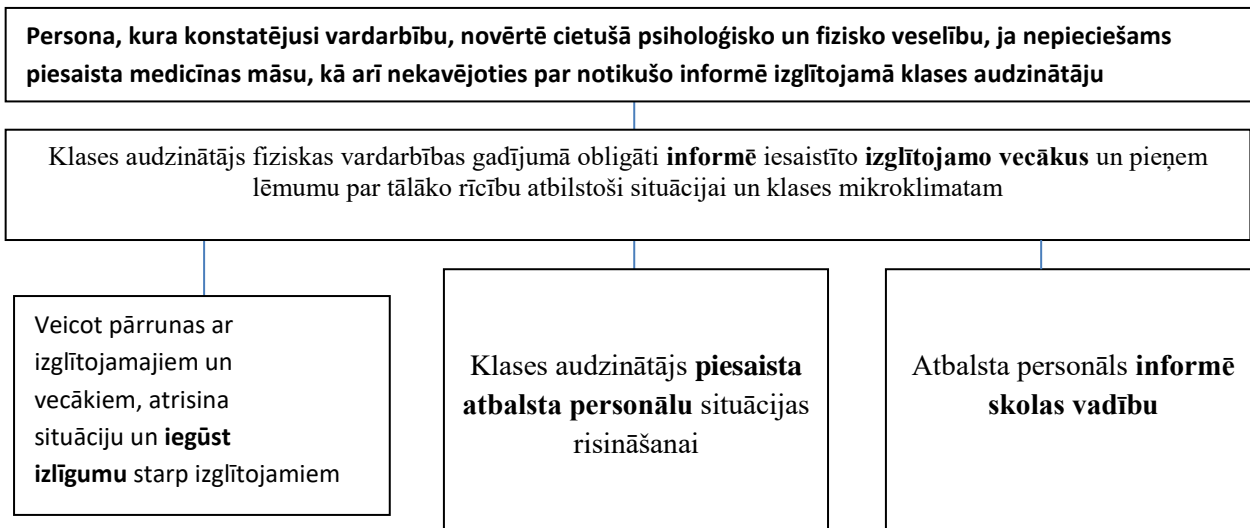 Persona, kura konstatējusi vardarbību, novērtē cietušā psiholoģisko un fizisko veselību, ja nepieciešams
piesaista medicīnas māsu, kā arī nekavējoties par notikušo informē izglītojamā klases audzinātāju
Klases audzinātājs fiziskas vardarbības gadījumā obligāti informē iesaistīto izglītojamo vecākus un pieņem
lēmumu par tālāko rīcību atbilstoši situācijai un klases mikroklimatam
Veicot pārrunas ar
izglītojamajiem un
vecākiem, atrisina
situāciju un iegūst
izlīgumu starp izglītojamiem
Klases audzinātājs piesaista
atbalsta personālu situācijas
risināšanai
Atbalsta personāls informē
skolas vadību